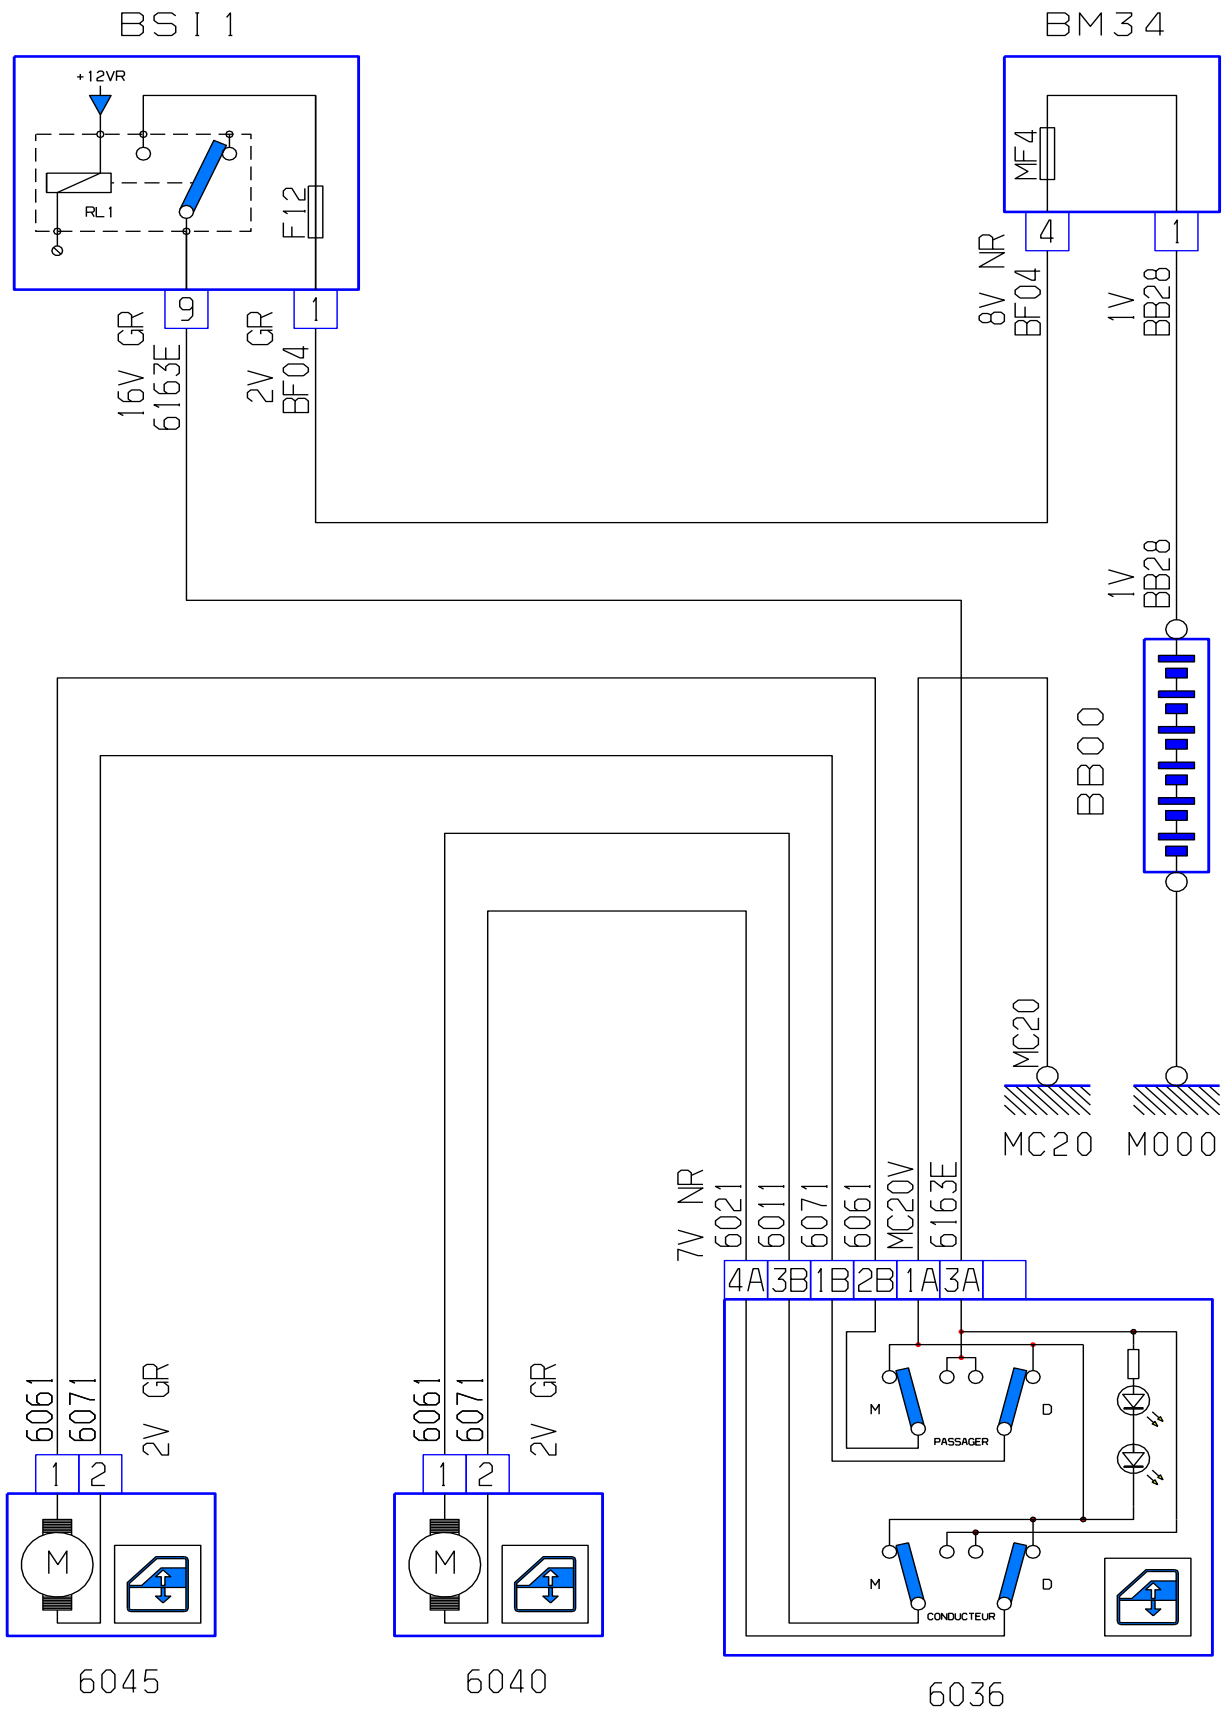 BSI1
BM34
+12VR
RL1
F12
MF4
9
1
4
1
16V GR
6163E
2V GR
BF04
8V NR
BF04
1V
BB28
1V
BB28
BB00
MC20
MC20
M000
7V NR
6021
6011
6071
6061
MC20V
6163E
4A
3B
1B
2B
1A
3A
M
D
PASSAGER
M
D
CONDUCTEUR
6061
6071
2V GR
1
2
M
6061
6071
2V GR
1
2
M
6045
6040
6036